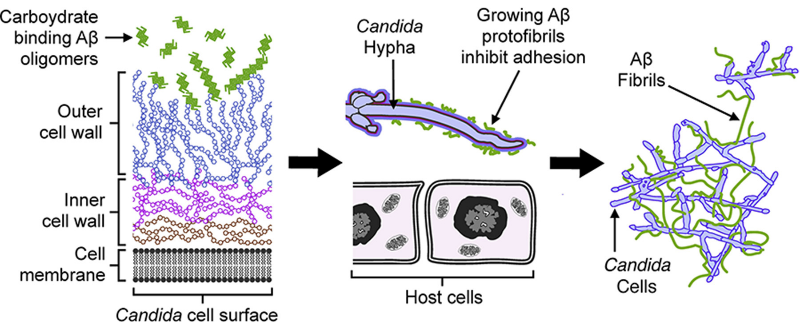 Carboydrate
binding Aβ
oligomers
Outer
cell wall
Inner
cell wall
Cell
membrane
Candida cell surface
Candida
Hypha
Growing Aβ
protofibrils
inhibit adhesion
Host cells
Aβ
Fibrils
Candida
Cells